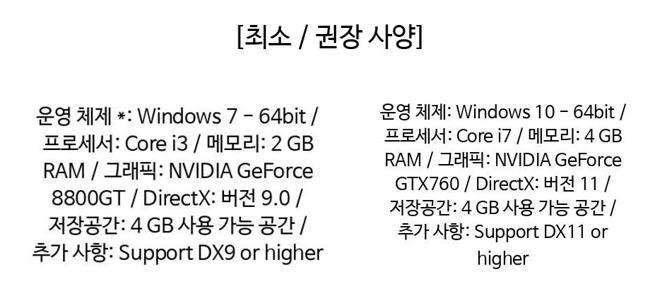 [최소 / 권장 사양]
운영 체제 *: Windows 7 – 64bit /
프로세서: Core i3 / 메모리: 2 GB
RAM / 그래픽: NVIDIA GeForce
8800GT / DirectX: 버전 9.0 /
저장공간: 4 GB 사용 가능 공간 /
추가 사항: Support DX9 or higher
운영 체제: Windows 10 – 64bit /
프로세서: Core i7 / 메모리: 4 GB
RAM / 그래픽: NVIDIA GeForce
GTX760 / DirectX: 버전 11 /
저장공간: 4 GB 사용 가능 공간 /
추가 사항: Support DX11 or
higher